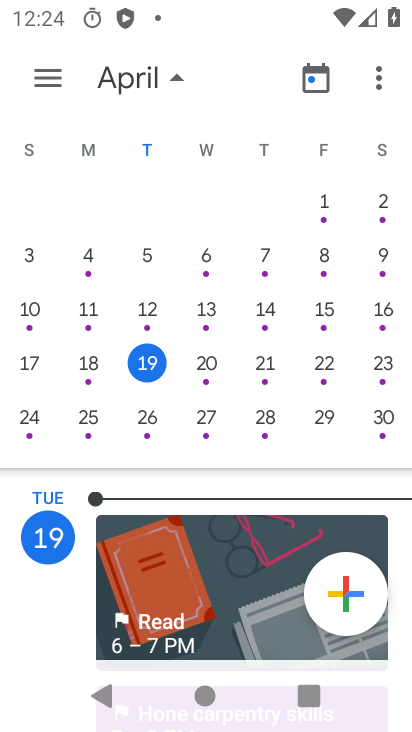 12:24
April
S M T W T F S
1 2
3 4 5 6 7 8 9
10 11 12 13 14 15 16
17 18 19 20 21 22 23
24 25 26 27 28 29 30
TUE
19
Read
6 – 7 PM
Hone carpentry skills